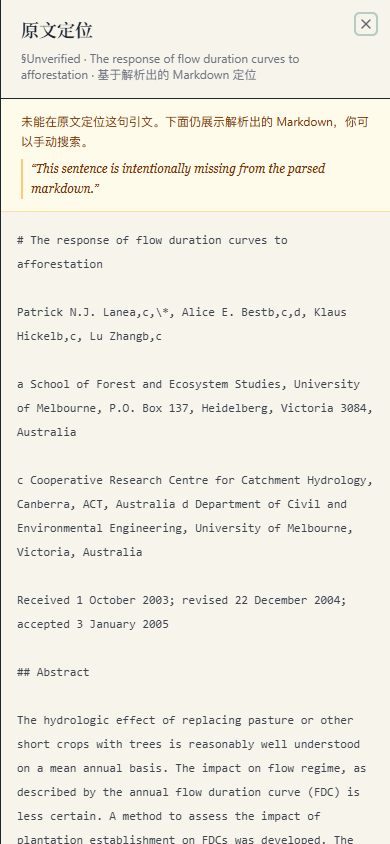 原文定位
§Unverified · The response of flow duration curves to
afforestation · 基于解析出的 Markdown 定位
未能在原文定位这句引文。下面仍展示解析出的 Markdown，你可
以手动搜索。
“This sentence is intentionally missing from the parsed
markdown.”
# The response of flow duration curves to
afforestation
Patrick N.J. Lanea,c,\*, Alice E. Bestb,c,d, Klaus
Hickelb,c, Lu Zhangb,c
a School of Forest and Ecosystem Studies, University
of Melbourne, P.O. Box 137, Heidelberg, Victoria 3084,
Australia
c Cooperative Research Centre for Catchment Hydrology,
Canberra, ACT, Australia d Department of Civil and
Environmental Engineering, University of Melbourne,
Victoria, Australia
Received 1 October 2003; revised 22 December 2004;
accepted 3 January 2005
## Abstract
The hydrologic effect of replacing pasture or other
short crops with trees is reasonably well understood
on a mean annual basis. The impact on flow regime, as
described by the annual flow duration curve (FDC) is
less certain. A method to assess the impact of
plantation establishment on FDCs was developed. The